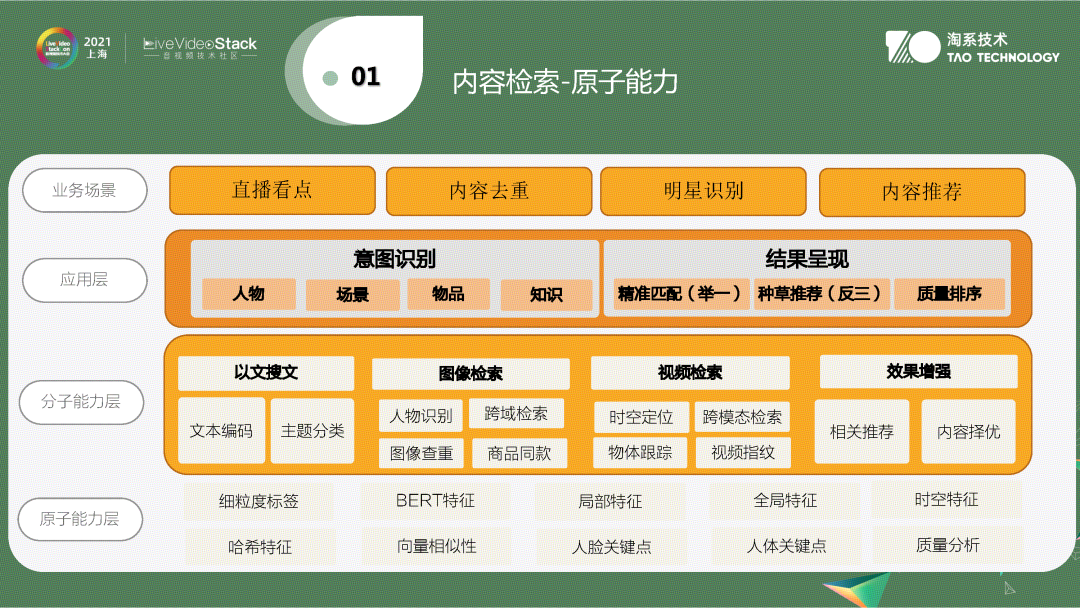 Live Video Stack Con
2021
上海
LiveVideoStack
音视频技术社区
01
内容检索-原子能力
淘系技术
TAO TECHNOLOGY
业务场景
直播看点
内容去重
明星识别
内容推荐
应用层
意图识别
结果呈现
人物
场景
物品
知识
精准匹配（举一）
种草推荐（反三）
质量排序
分子能力层
以文搜文
图像检索
视频检索
效果增强
文本编码
主题分类
人物识别
跨域检索
图像查重
商品同款
时空定位
跨模态检索
物体跟踪
视频指纹
相关推荐
内容择优
原子能力层
细粒度标签
BERT特征
局部特征
全局特征
时空特征
哈希特征
向量相似性
人脸关键点
人体关键点
质量分析